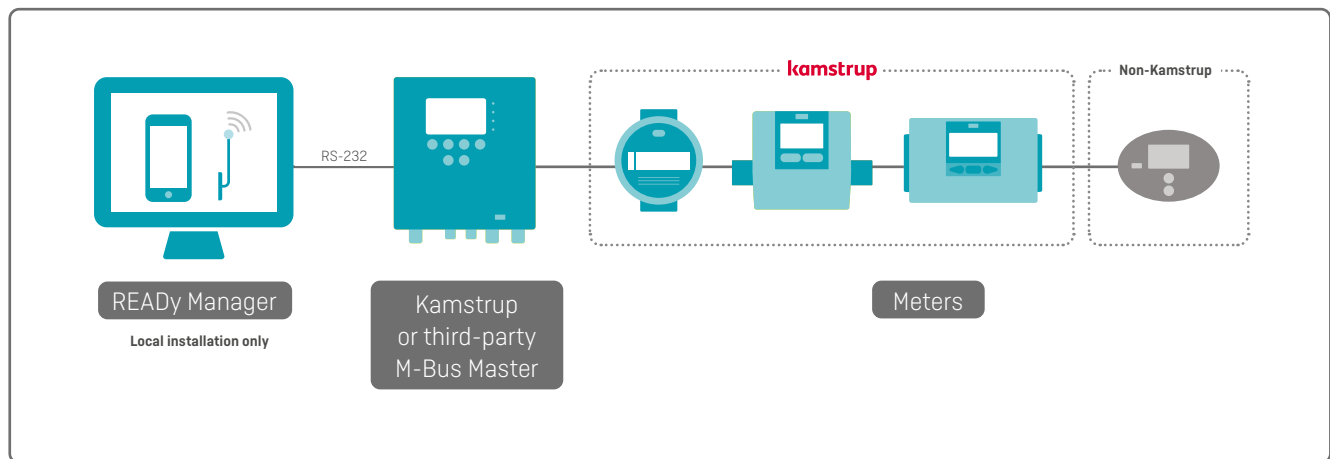 kamstrup
Non-Kamstrup
RS-232
READy Manager
Local installation only
Kamstrup
or third-party
M-Bus Master
Meters